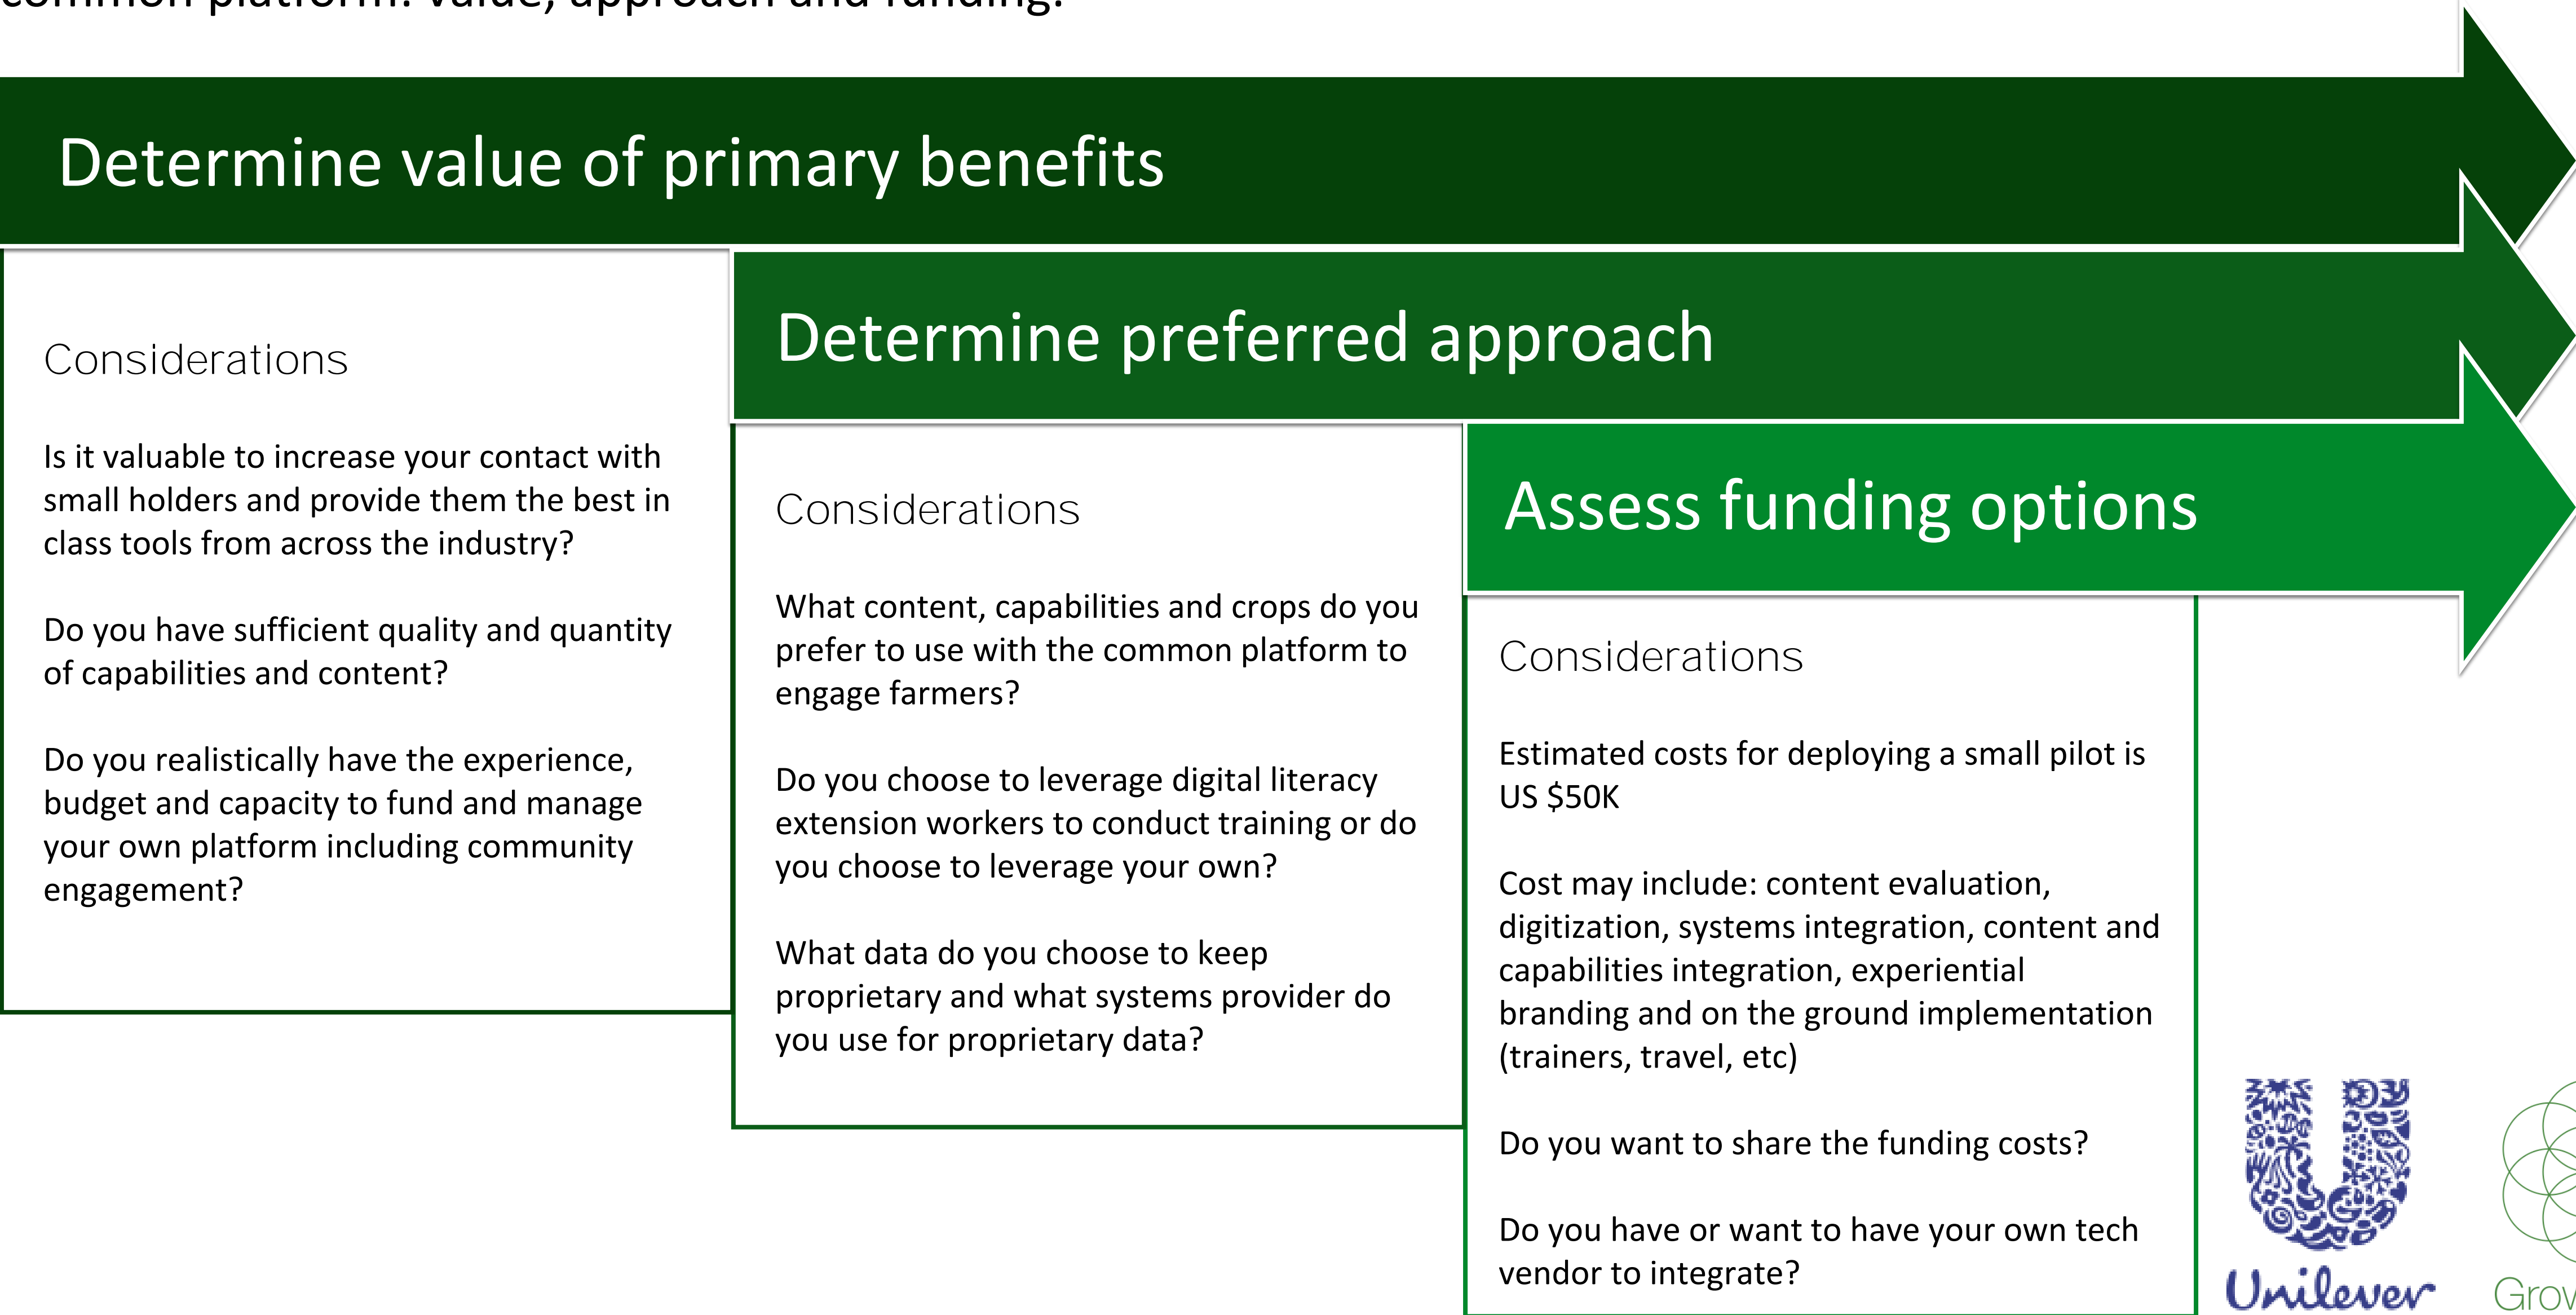 common platform: value, approach and funding.
Determine value of primary benefits
Considerations
Is it valuable to increase your contact with
small holders and provide them the best in
class tools from across the industry?
Do you have sufficient quality and quantity
of capabilities and content?
Do you realistically have the experience,
budget and capacity to fund and manage
your own platform including community
engagement?
Determine preferred approach
Considerations
What content, capabilities and crops do you
prefer to use with the common platform to
engage farmers?
Do you choose to leverage digital literacy
extension workers to conduct training or do
you choose to leverage your own?
What data do you choose to keep
proprietary and what systems provider do
you use for proprietary data?
Assess funding options
Considerations
Estimated costs for deploying a small pilot is
US $50K
Cost may include: content evaluation,
digitization, systems integration, content and
capabilities integration, experiential
branding and on the ground implementation
(trainers, travel, etc)
Do you want to share the funding costs?
Do you have or want to have your own tech
vendor to integrate?
Unilever